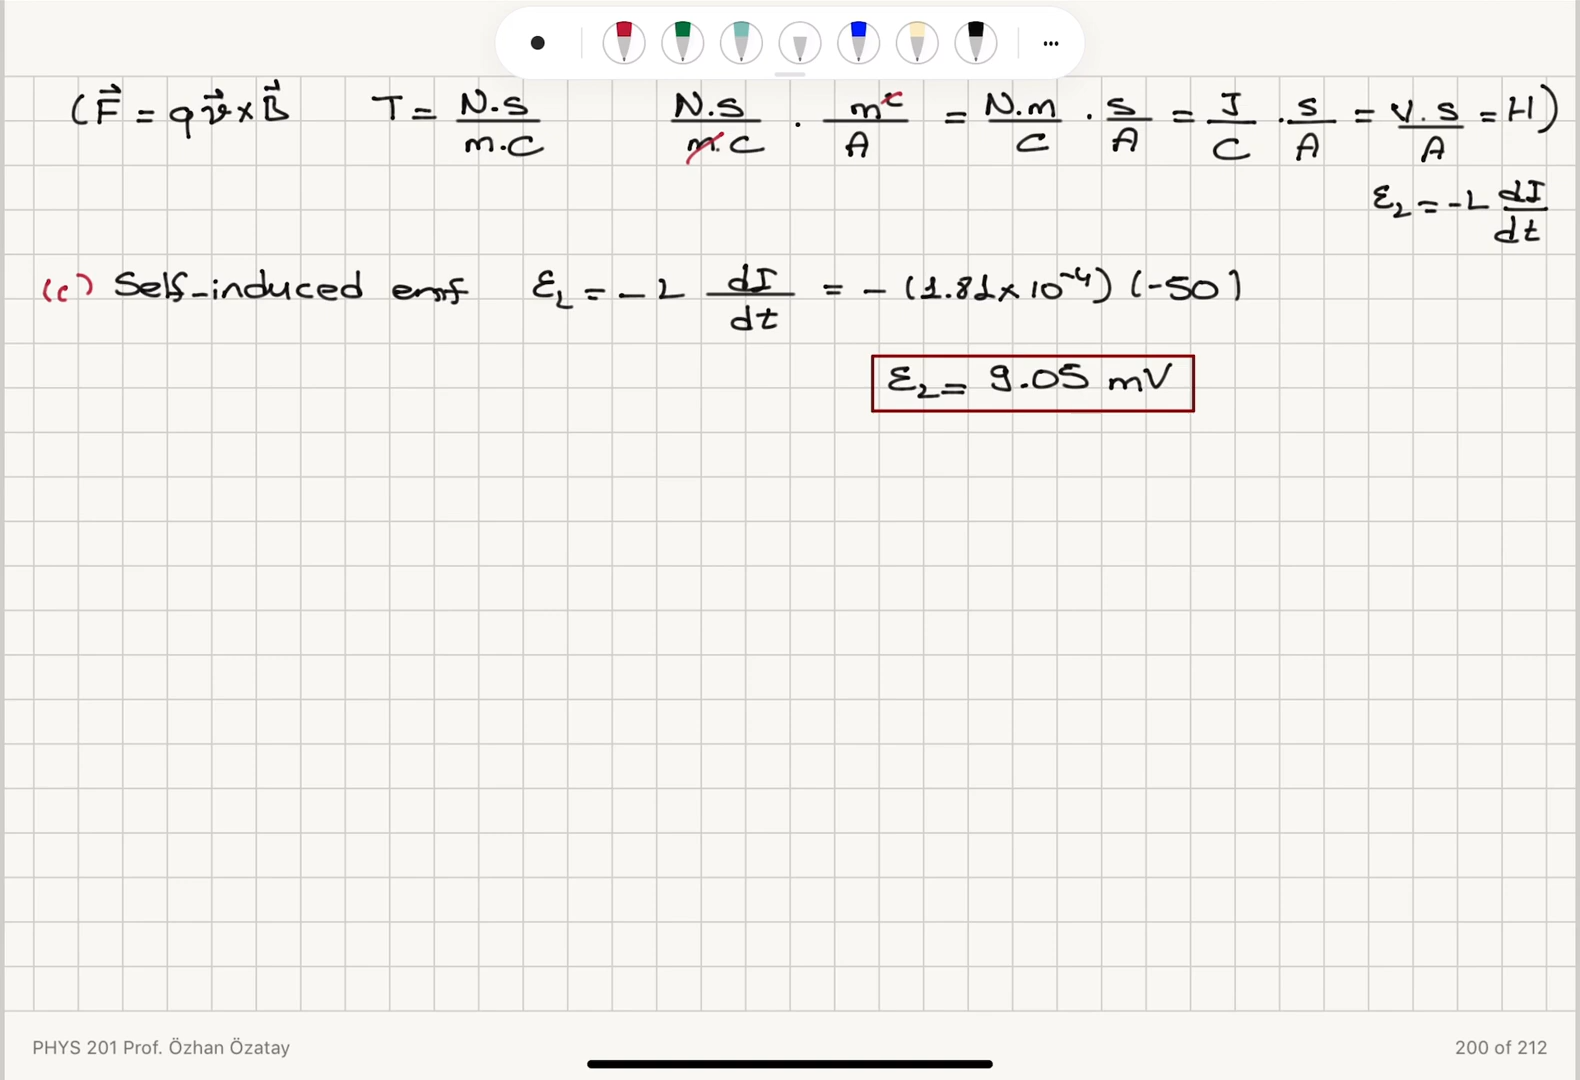 (F⃗ = qv⃗ × B⃗   T = N.s / m.C   N.s / m.C . m² / A = N.m / C . s / A = J / C . s / A = V.s / A = H)
ε_L = -L dI / dt
(c) Self-induced emf   ε_L = -L dI / dt = -(1.81 × 10⁻⁴)(-50)
ε_L = 9.05 mV
PHYS 201 Prof. Özhan Özatay   200 of 212